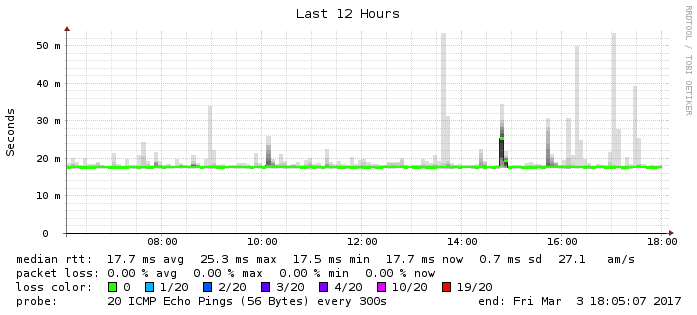 Last 12 Hours
RRDTOOL / TOBI OETIKER
Seconds
50 m
40 m
30 m
20 m
10 m
0
08:00 10:00 12:00 14:00 16:00 18:00
median rtt: 17.7 ms avg 25.3 ms max 17.5 ms min 17.7 ms now 0.7 ms sd 27.1 am/s
packet loss: 0.00 % avg 0.00 % max 0.00 % min 0.00 % now
loss color: 0 1/20 2/20 3/20 4/20 10/20 19/20
probe: 20 ICMP Echo Pings (56 Bytes) every 300s end: Fri Mar 3 18:05:07 2017